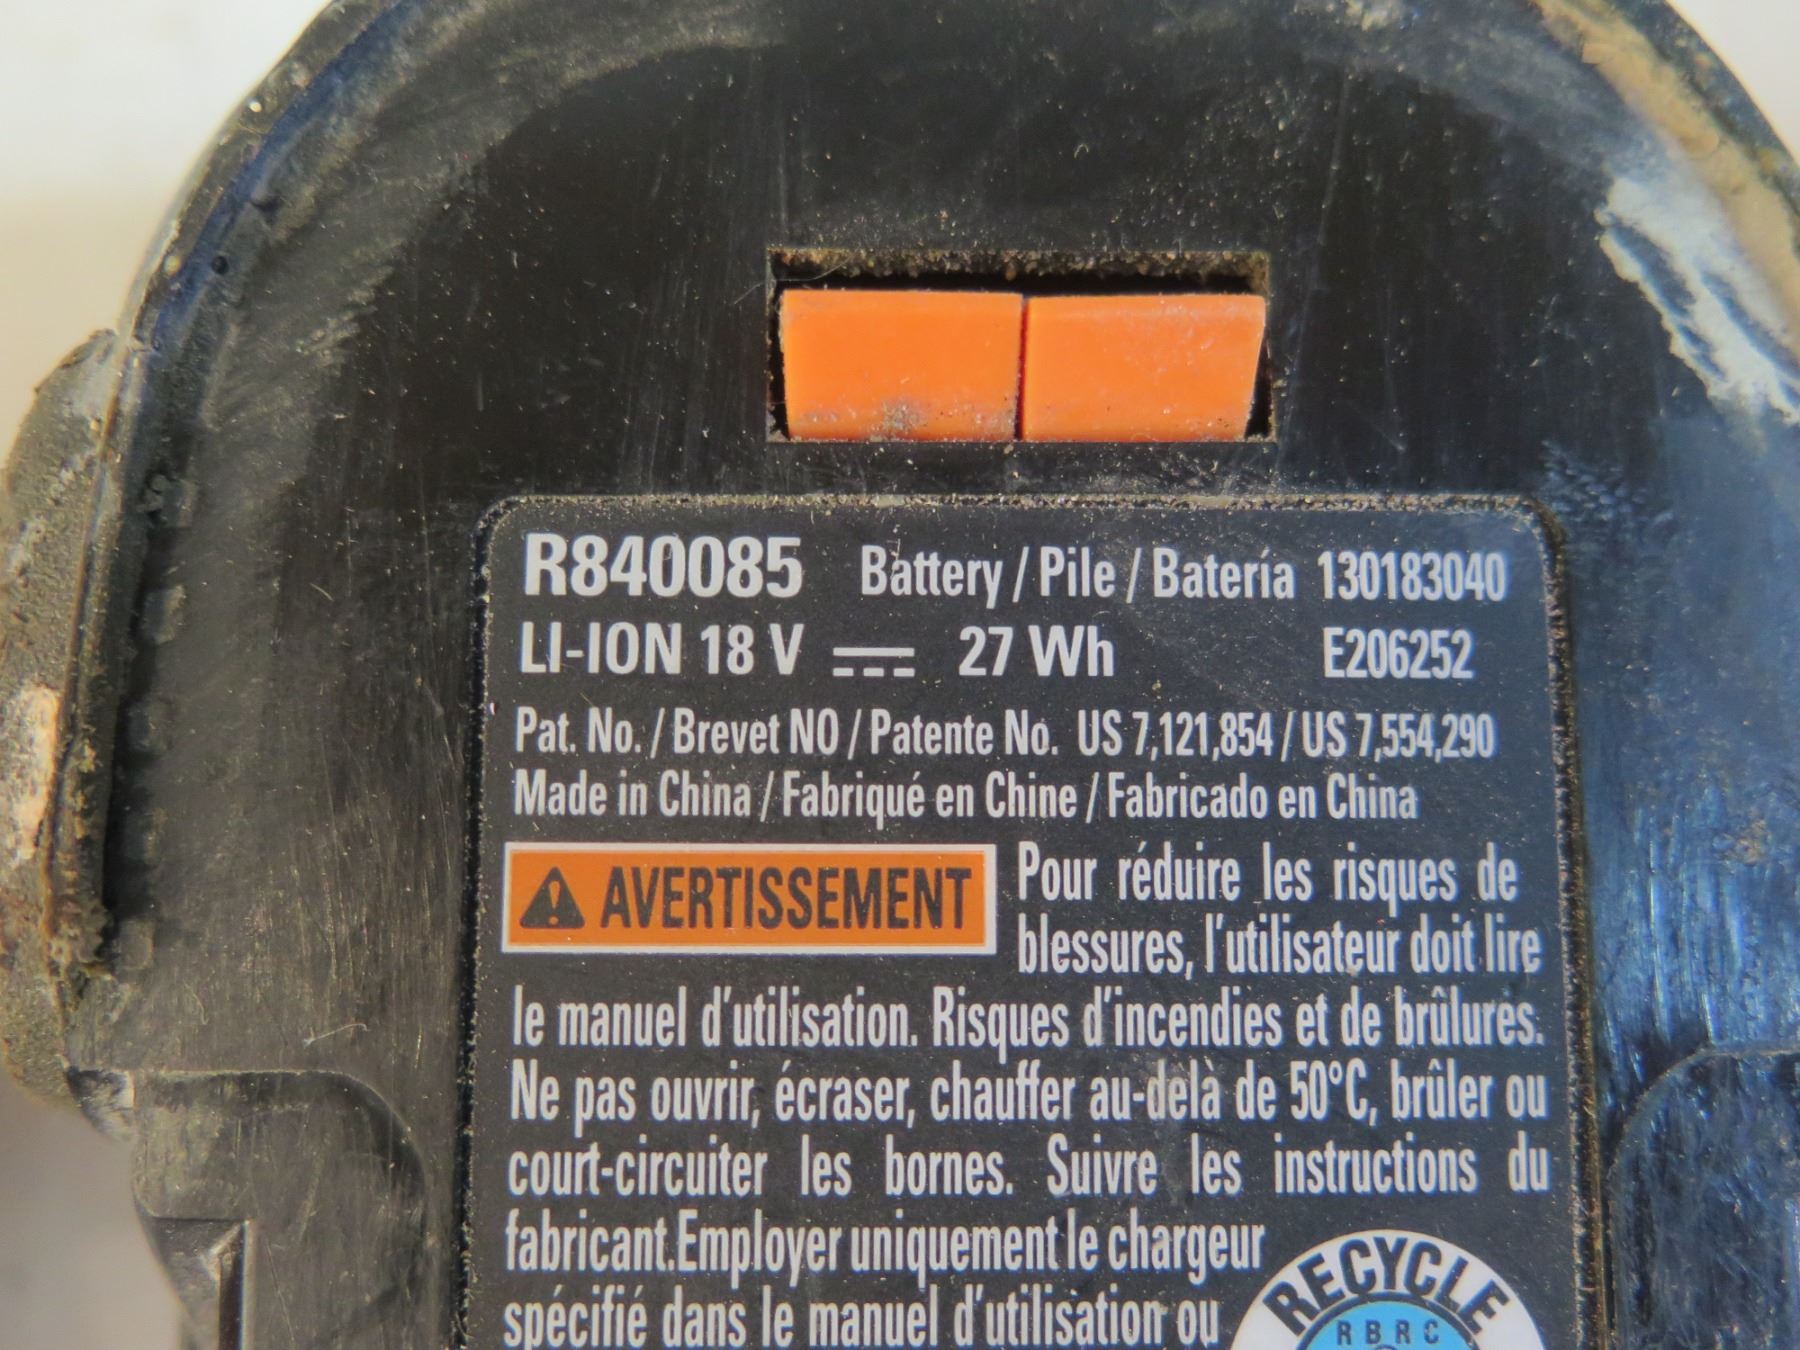 R840085 Battery / Pile / Batería 130183040
LI-ION 18 V 27 Wh E206252
Pat. No. / Brevet NO / Patente No. US 7,121,854 / US 7,554,290
Made in China / Fabriqué en Chine / Fabricado en China
AVERTISSEMENT Pour réduire les risques de
blessures, l'utilisateur doit lire
le manuel d'utilisation. Risques d'incendies et de brûlures.
Ne pas ouvrir, écraser, chauffer au-delà de 50°C, brûler ou
court-circuiter les bornes. Suivre les instructions du
fabricant.Employer uniquement le chargeur
spécifié dans le manuel d'utilisation ou
RECYCLE
RBRC